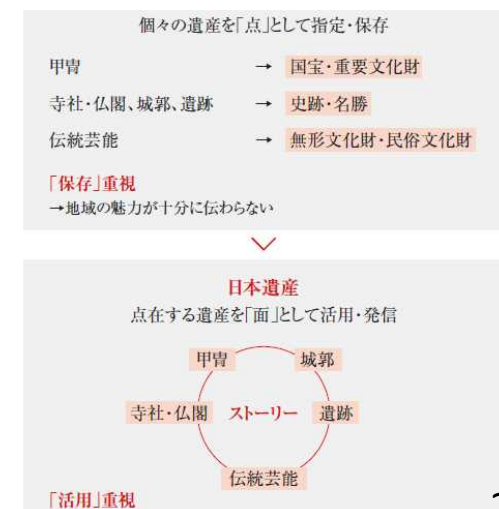 個々の遺産を「点」として指定・保存
甲冑 → 国宝・重要文化財
寺社・仏閣、城郭、遺跡 → 史跡・名勝
伝統芸能 → 無形文化財・民俗文化財
「保存」重視
→地域の魅力が十分に伝わらない
日本遺産
点在する遺産を「面」として活用・発信
甲冑 城郭
寺社・仏閣 ストーリー 遺跡
伝統芸能
「活用」重視